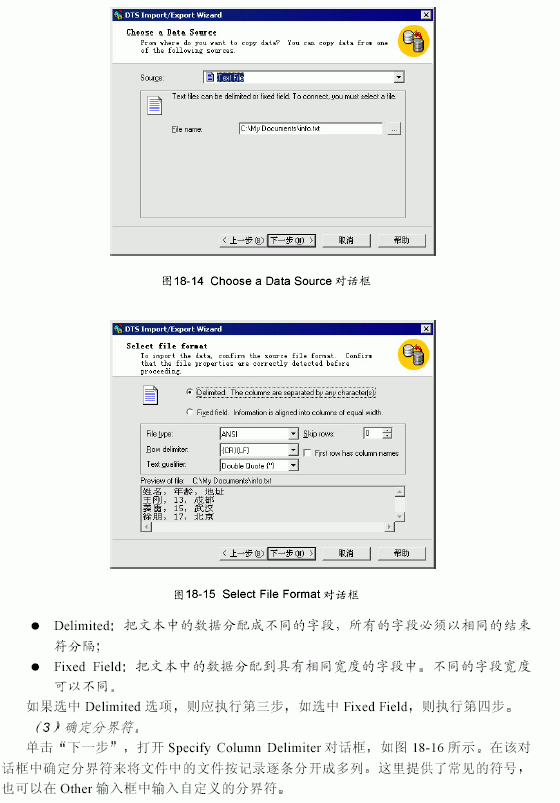 DTS Import/Export Wizard
Choose a Data Source
From where do you want to copy data? You can copy data from one
of the following sources.
Source:
Text File
Text files can be delimited or fixed field. To connect, you must select a file.
File name:
C:\My Documents\info.txt
...
< 上一步(B) 下一步(N) > 取消 帮助
图18-14 Choose a Data Source 对话框
DTS Import/Export Wizard
Select file format
To import the data, confirm the source file format. Confirm
that the file properties are correctly detected before
proceeding.
Delimited. The columns are separated by any character(s).
Fixed field. Information is aligned into columns of equal width.
File type: ANSI Skip rows: 0
Row delimiter: {CR}{LF} First row has column names
Text qualifier: Double Quote {"}
Preview of file: C:\My Documents\info.txt
姓名, 年龄, 地址
王刚, 13, 成都
龚雷, 15, 武汉
徐朋, 17, 北京
< 上一步(B) 下一步(N) > 取消 帮助
图18-15 Select File Format 对话框
● Delimited：把文本中的数据分配成不同的字段，所有的字段必须以相同的结束
符分隔；
● Fixed Field：把文本中的数据分配到具有相同宽度的字段中。不同的字段宽度
可以不同。
如果选中 Delimited 选项，则应执行第三步，如选中 Fixed Field，则执行第四步。
（3）确定分界符。
单击“下一步”，打开 Specify Column Delimiter 对话框，如图 18-16 所示。在该对
话框中确定分界符来将文件中的文件按记录逐条分开成多列。这里提供了常见的符号，
也可以在 Other 输入框中输入自定义的分界符。